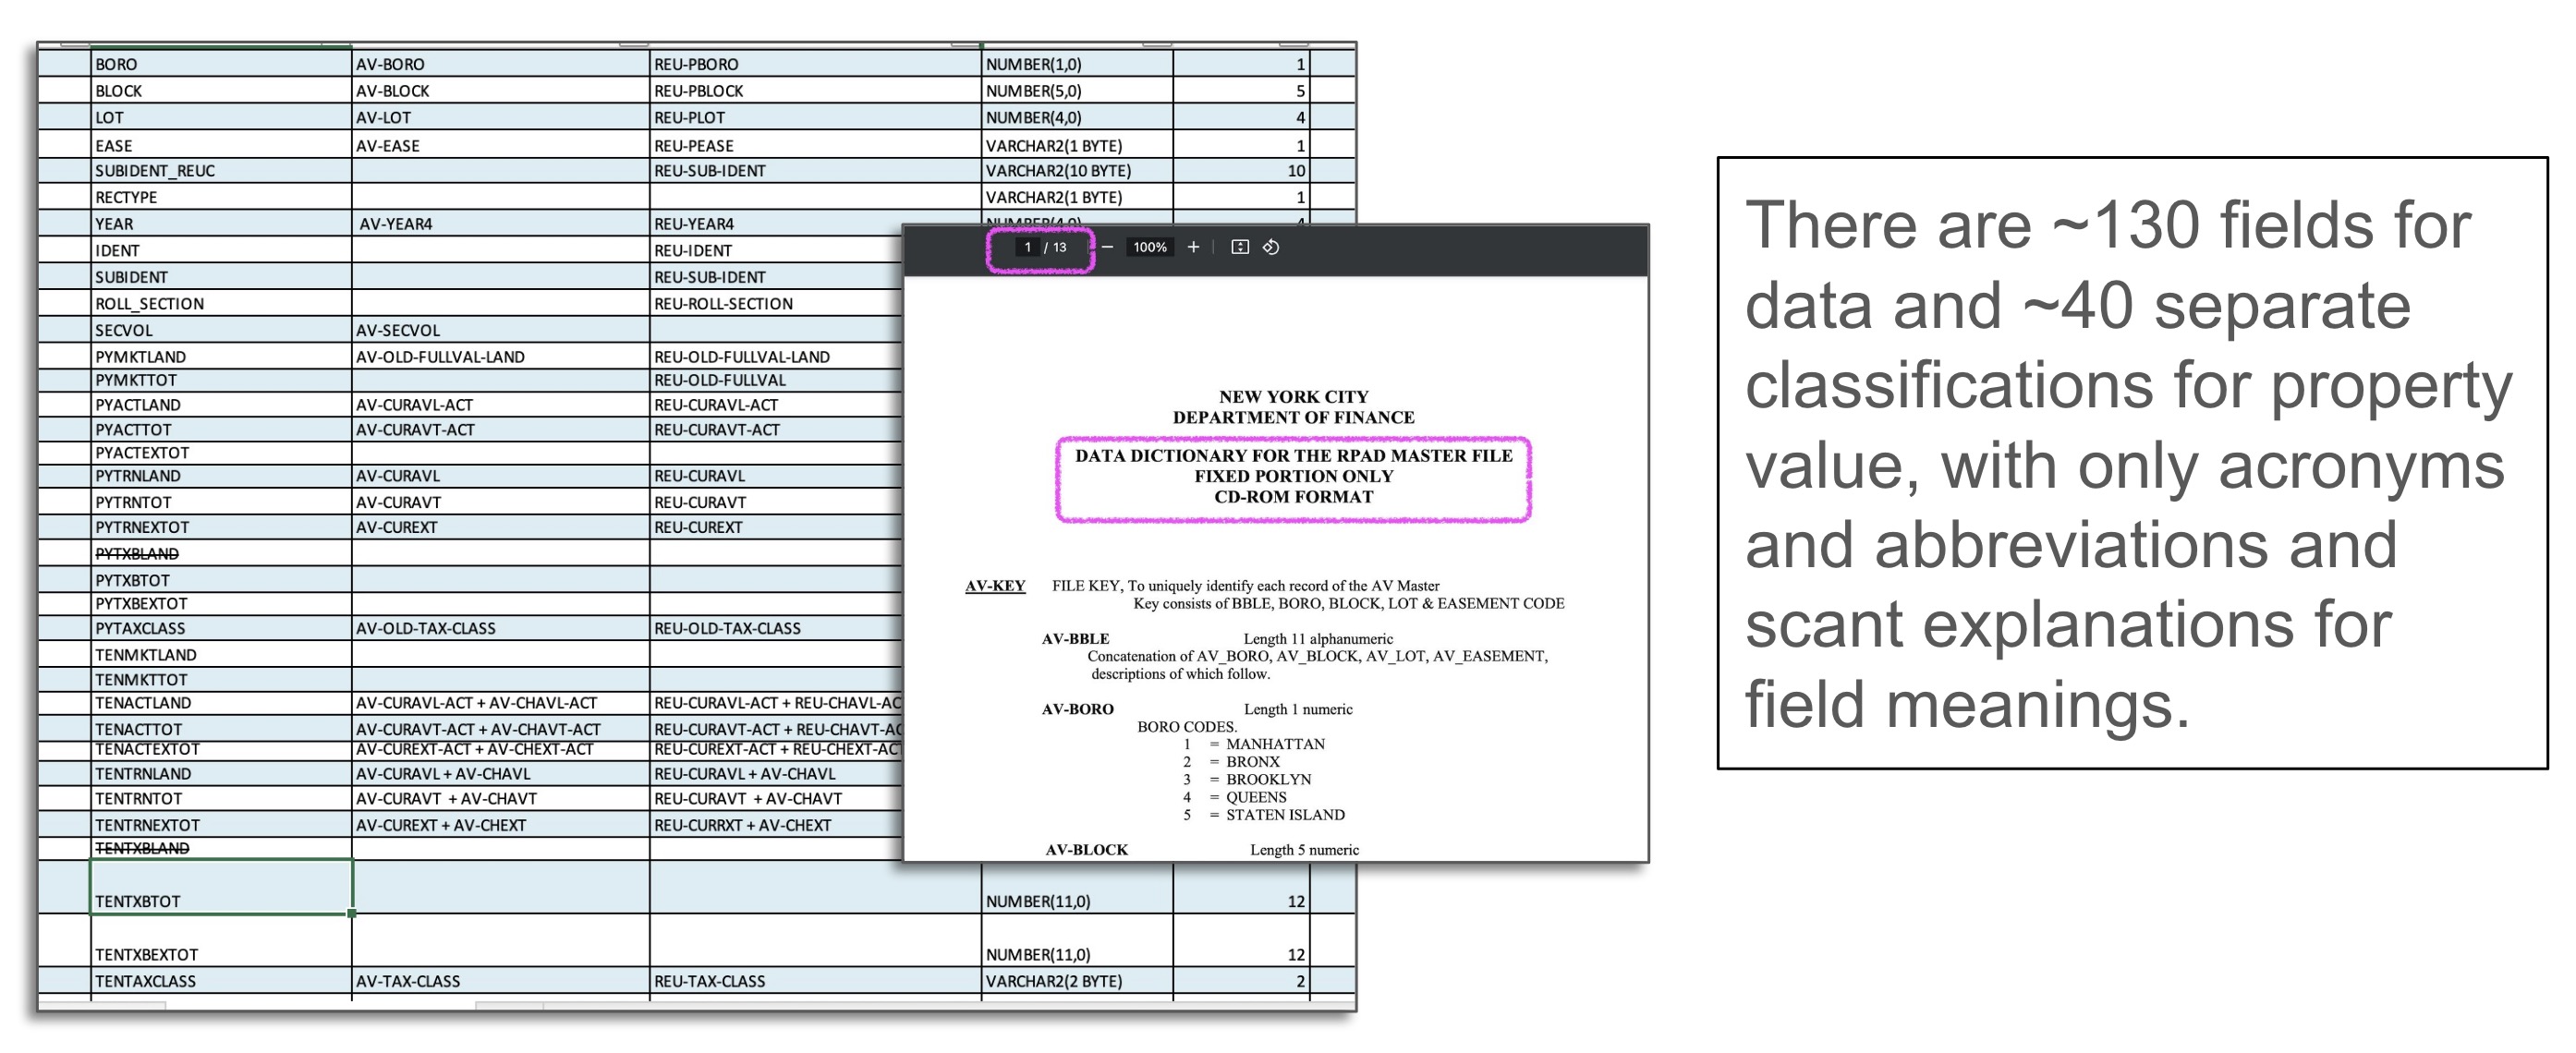 BORO AV-BORO REU-PBORO NUMBER(1,0) 1
BLOCK AV-BLOCK REU-PBLOCK NUMBER(5,0) 5
LOT AV-LOT REU-PLOT NUMBER(4,0) 4
EASE AV-EASE REU-PEASE VARCHAR2(1 BYTE) 1
SUBIDENT_REUC REU-SUB-IDENT VARCHAR2(10 BYTE) 10
RECTYPE VARCHAR2(1 BYTE) 1
YEAR AV-YEAR4 REU-YEAR4 NUMBER(4,0) 4
IDENT REU-IDENT
SUBIDENT REU-SUB-IDENT
ROLL_SECTION REU-ROLL-SECTION
SECVOL AV-SECVOL
PYMKTLAND AV-OLD-FULLVAL-LAND REU-OLD-FULLVAL-LAND
PYMKTTOT REU-OLD-FULLVAL
PYACTLAND AV-CURAVL-ACT REU-CURAVL-ACT
PYACTTOT AV-CURAVT-ACT REU-CURAVT-ACT
PYACTEXTOT
PYTRNLAND AV-CURAVL REU-CURAVL
PYTRNTOT AV-CURAVT REU-CURAVT
PYTRNEXTOT AV-CUREXT REU-CUREXT
PYTXBLAND
PYTXBTOT
PYTXBEXTOT
PYTAXCLASS AV-OLD-TAX-CLASS REU-OLD-TAX-CLASS
TENMKTLAND
TENMKTTOT
TENACTLAND AV-CURAVL-ACT + AV-CHAVL-ACT REU-CURAVL-ACT + REU-CHAVL-AC
TENACTTOT AV-CURAVT-ACT + AV-CHAVT-ACT REU-CURAVT-ACT + REU-CHAVT-AC
TENACTEXTOT AV-CUREXT-ACT + AV-CHEXT-ACT REU-CUREXT-ACT + REU-CHEXT-AC
TENTRNLAND AV-CURAVL + AV-CHAVL REU-CURAVL + AV-CHAVL
TENTRNTOT AV-CURAVT + AV-CHAVT REU-CURAVT + AV-CHAVT
TENTRNEXTOT AV-CUREXT + AV-CHEXT REU-CURRXT + AV-CHEXT
TENTXBLAND
TENTXBTOT NUMBER(11,0) 12
TENTXBEXTOT NUMBER(11,0) 12
TENTAXCLASS AV-TAX-CLASS REU-TAX-CLASS VARCHAR2(2 BYTE) 2
1 / 13 − 100% +
NEW YORK CITY
DEPARTMENT OF FINANCE
DATA DICTIONARY FOR THE RPAD MASTER FILE
FIXED PORTION ONLY
CD-ROM FORMAT
AV-KEY FILE KEY, To uniquely identify each record of the AV Master
Key consists of BBLE, BORO, BLOCK, LOT & EASEMENT CODE
AV-BBLE Length 11 alphanumeric
Concatenation of AV_BORO, AV_BLOCK, AV_LOT, AV_EASEMENT,
descriptions of which follow.
AV-BORO Length 1 numeric
BORO CODES.
1 = MANHATTAN
2 = BRONX
3 = BROOKLYN
4 = QUEENS
5 = STATEN ISLAND
AV-BLOCK Length 5 numeric
There are ~130 fields for
data and ~40 separate
classifications for property
value, with only acronyms
and abbreviations and
scant explanations for
field meanings.